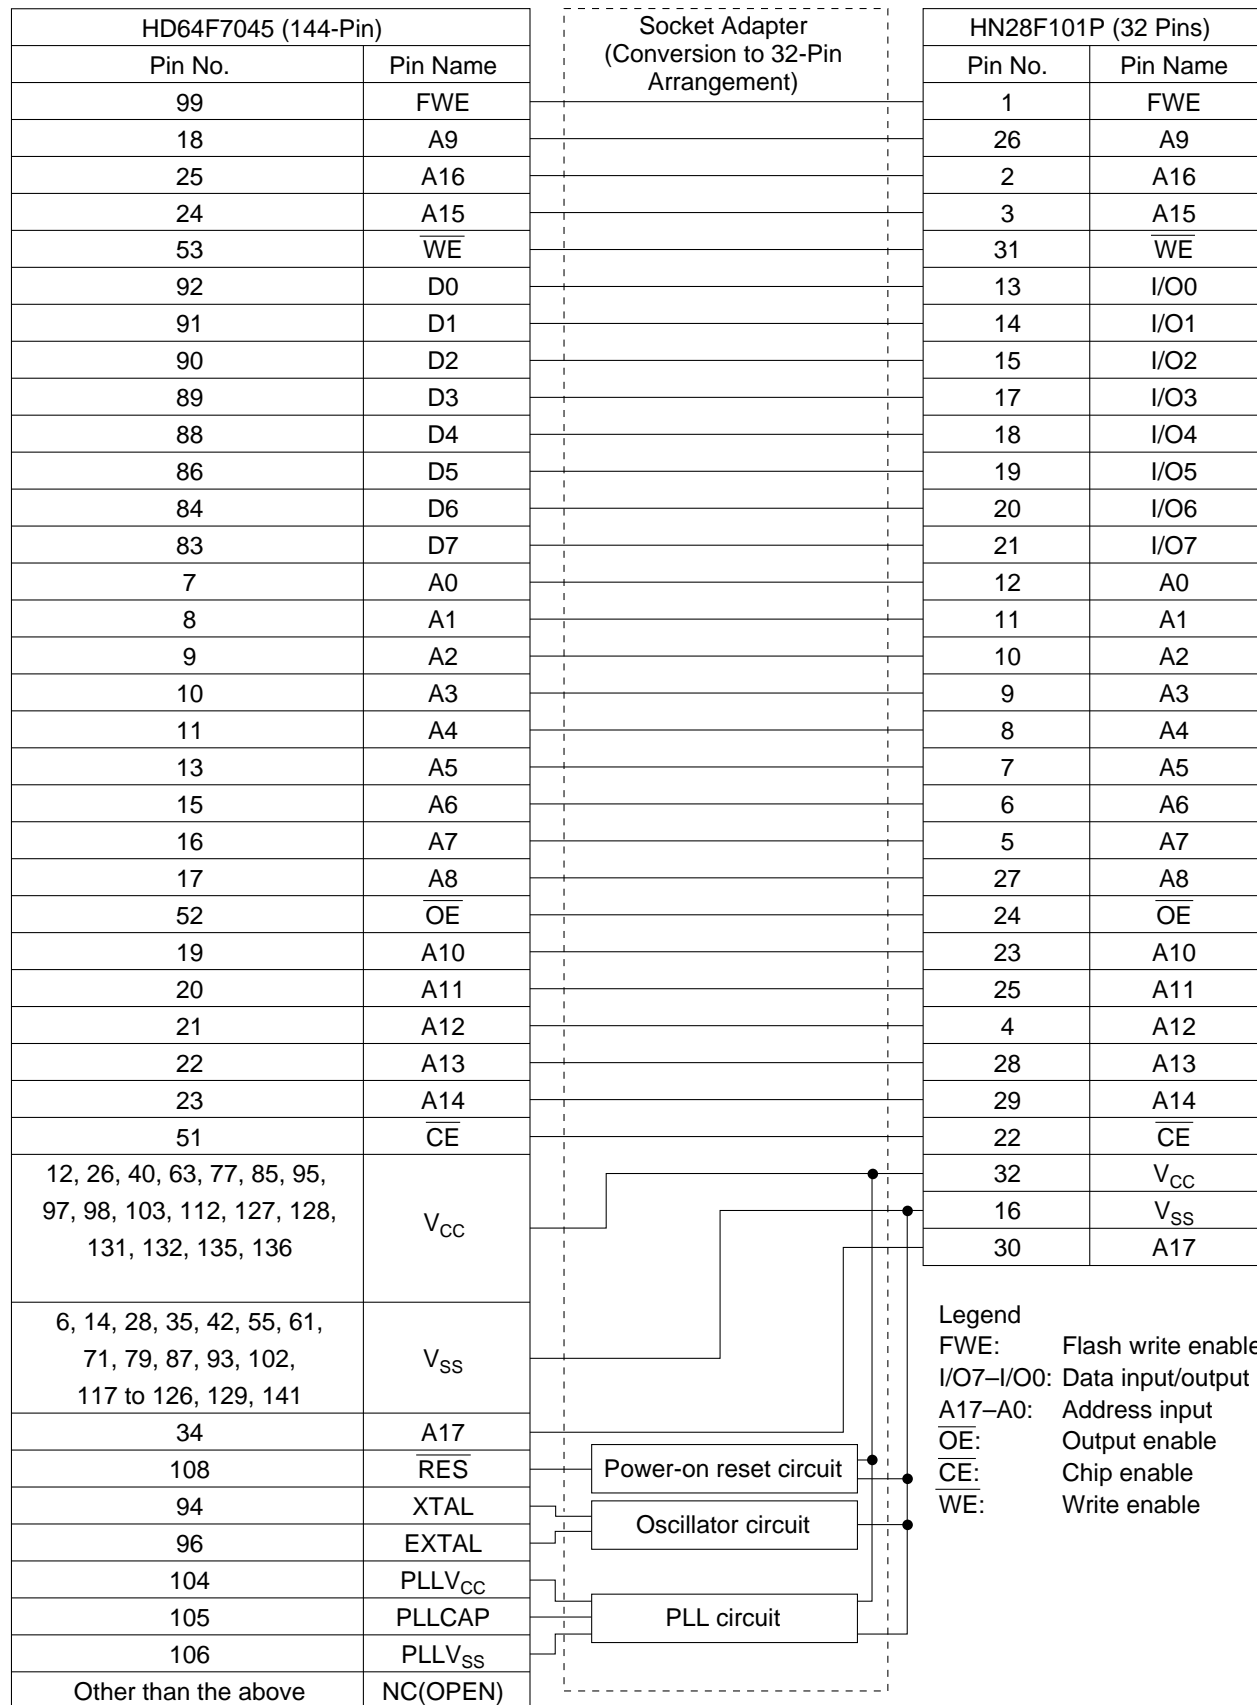 HD64F7045 (144-Pin)
Pin No. Pin Name
99 FWE
18 A9
25 A16
24 A15
53 W̅E̅
92 D0
91 D1
90 D2
89 D3
88 D4
86 D5
84 D6
83 D7
7 A0
8 A1
9 A2
10 A3
11 A4
13 A5
15 A6
16 A7
17 A8
52 O̅E̅
19 A10
20 A11
21 A12
22 A13
23 A14
51 C̅E̅
12, 26, 40, 63, 77, 85, 95,
97, 98, 103, 112, 127, 128,
131, 132, 135, 136
VCC
6, 14, 28, 35, 42, 55, 61,
71, 79, 87, 93, 102,
117 to 126, 129, 141
VSS
34 A17
108 R̅E̅S̅
94 XTAL
96 EXTAL
104 PLLVCC
105 PLLCAP
106 PLLVSS
Other than the above NC(OPEN)
Socket Adapter
(Conversion to 32-Pin
Arrangement)
Power-on reset circuit
Oscillator circuit
PLL circuit
HN28F101P (32 Pins)
Pin No. Pin Name
1 FWE
26 A9
2 A16
3 A15
31 W̅E̅
13 I/O0
14 I/O1
15 I/O2
17 I/O3
18 I/O4
19 I/O5
20 I/O6
21 I/O7
12 A0
11 A1
10 A2
9 A3
8 A4
7 A5
6 A6
5 A7
27 A8
24 O̅E̅
23 A10
25 A11
4 A12
28 A13
29 A14
22 C̅E̅
32 VCC
16 VSS
30 A17
Legend
FWE: Flash write enable
I/O7–I/O0: Data input/output
A17–A0: Address input
O̅E̅: Output enable
C̅E̅: Chip enable
W̅E̅: Write enable